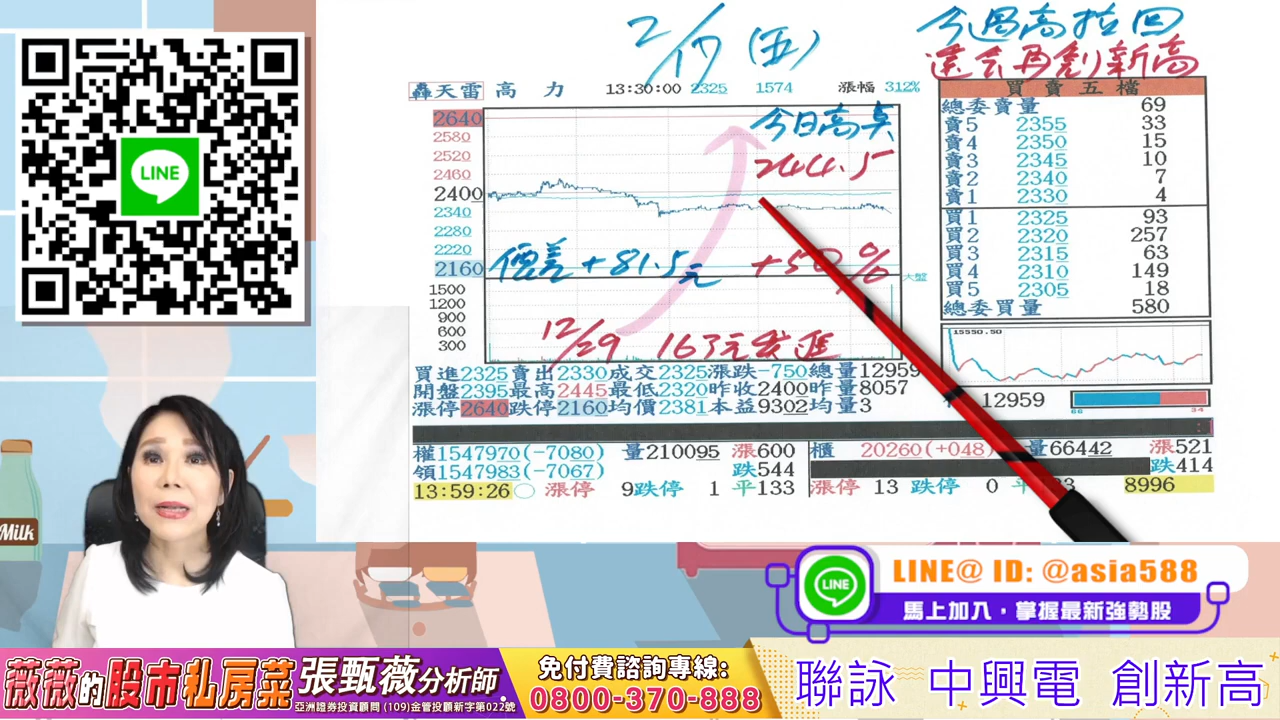 2/17 (五)
今遇高拉回
還會再創新高
轟天雷 高 力 13:30:00 2325 1574 漲幅 312%
2640
2580
2520
2460
2400
2340
2280
2220
2160
1500
1200
900
600
300
今日高點
244.5
價差+81.5元 +50%
大盤
12/29 163元發進
買賣五檔
總委賣量 69
賣5 2355 33
賣4 2350 15
賣3 2345 10
賣2 2340 7
賣1 2330 4
買1 2325 93
買2 2320 257
買3 2315 63
買4 2310 149
買5 2305 18
總委買量 580
15550.50
12959
66 34
買進2325賣出2330成交2325漲跌-750總量12959
開盤2395最高2445最低2320昨收2400昨量8057
漲停2640跌停2160均價2381本益9302均量3
權1547970(-7080) 量210095 漲600 櫃 20260(+048) 量66442 漲521
領1547983(-7067) 跌544 跌414
13:59:26 漲停 9跌停 1 平133 漲停 13 跌停 0 8996
LINE
Milk
LINE
LINE@ ID: @asia588
馬上加入，掌握最新強勢股
薇薇的股市私房菜
張甄薇分析師
亞洲證券投資顧問 (109)金管投顧新字第022號
免付費諮詢專線:
0800-370-888
聯詠 中興電 創新高